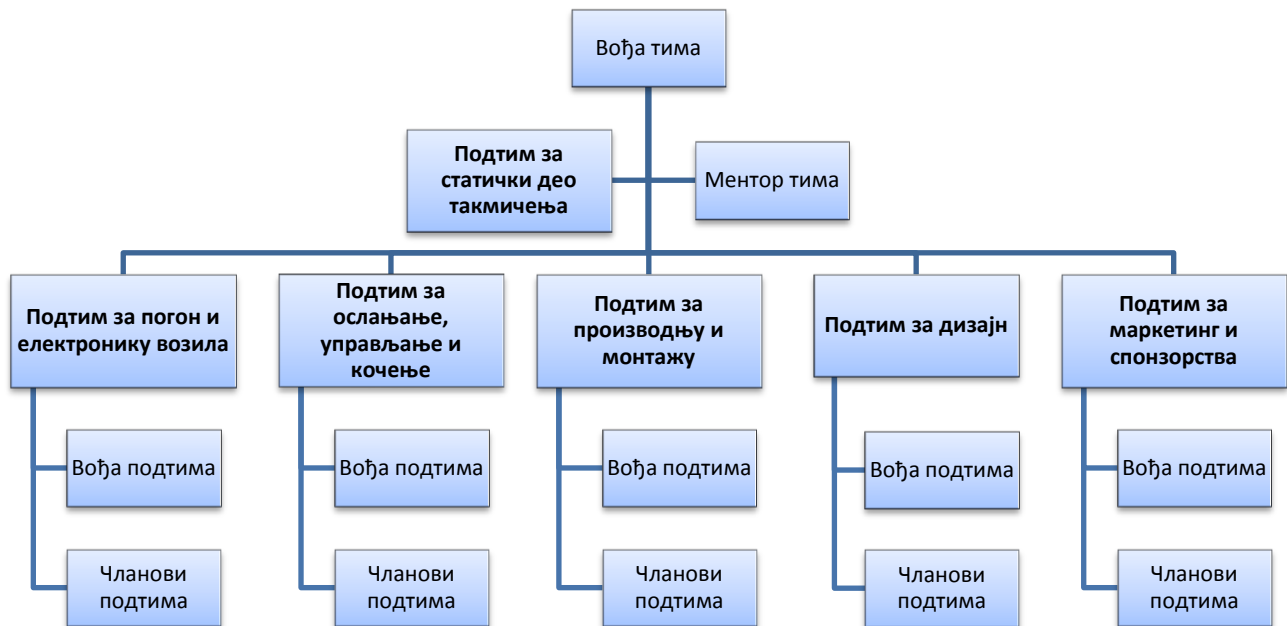 Вођа тима
Подтим за
статички део
такмичења
Ментор тима
Подтим за погон и
електронику возила
Подтим за
ослањање,
управљање и
кочење
Подтим за
производњу и
монтажу
Подтим за дизајн
Подтим за
маркетинг и
спонзорства
Вођа подтима
Вођа подтима
Вођа подтима
Вођа подтима
Вођа подтима
Чланови
подтима
Чланови
подтима
Чланови
подтима
Чланови
подтима
Чланови
подтима